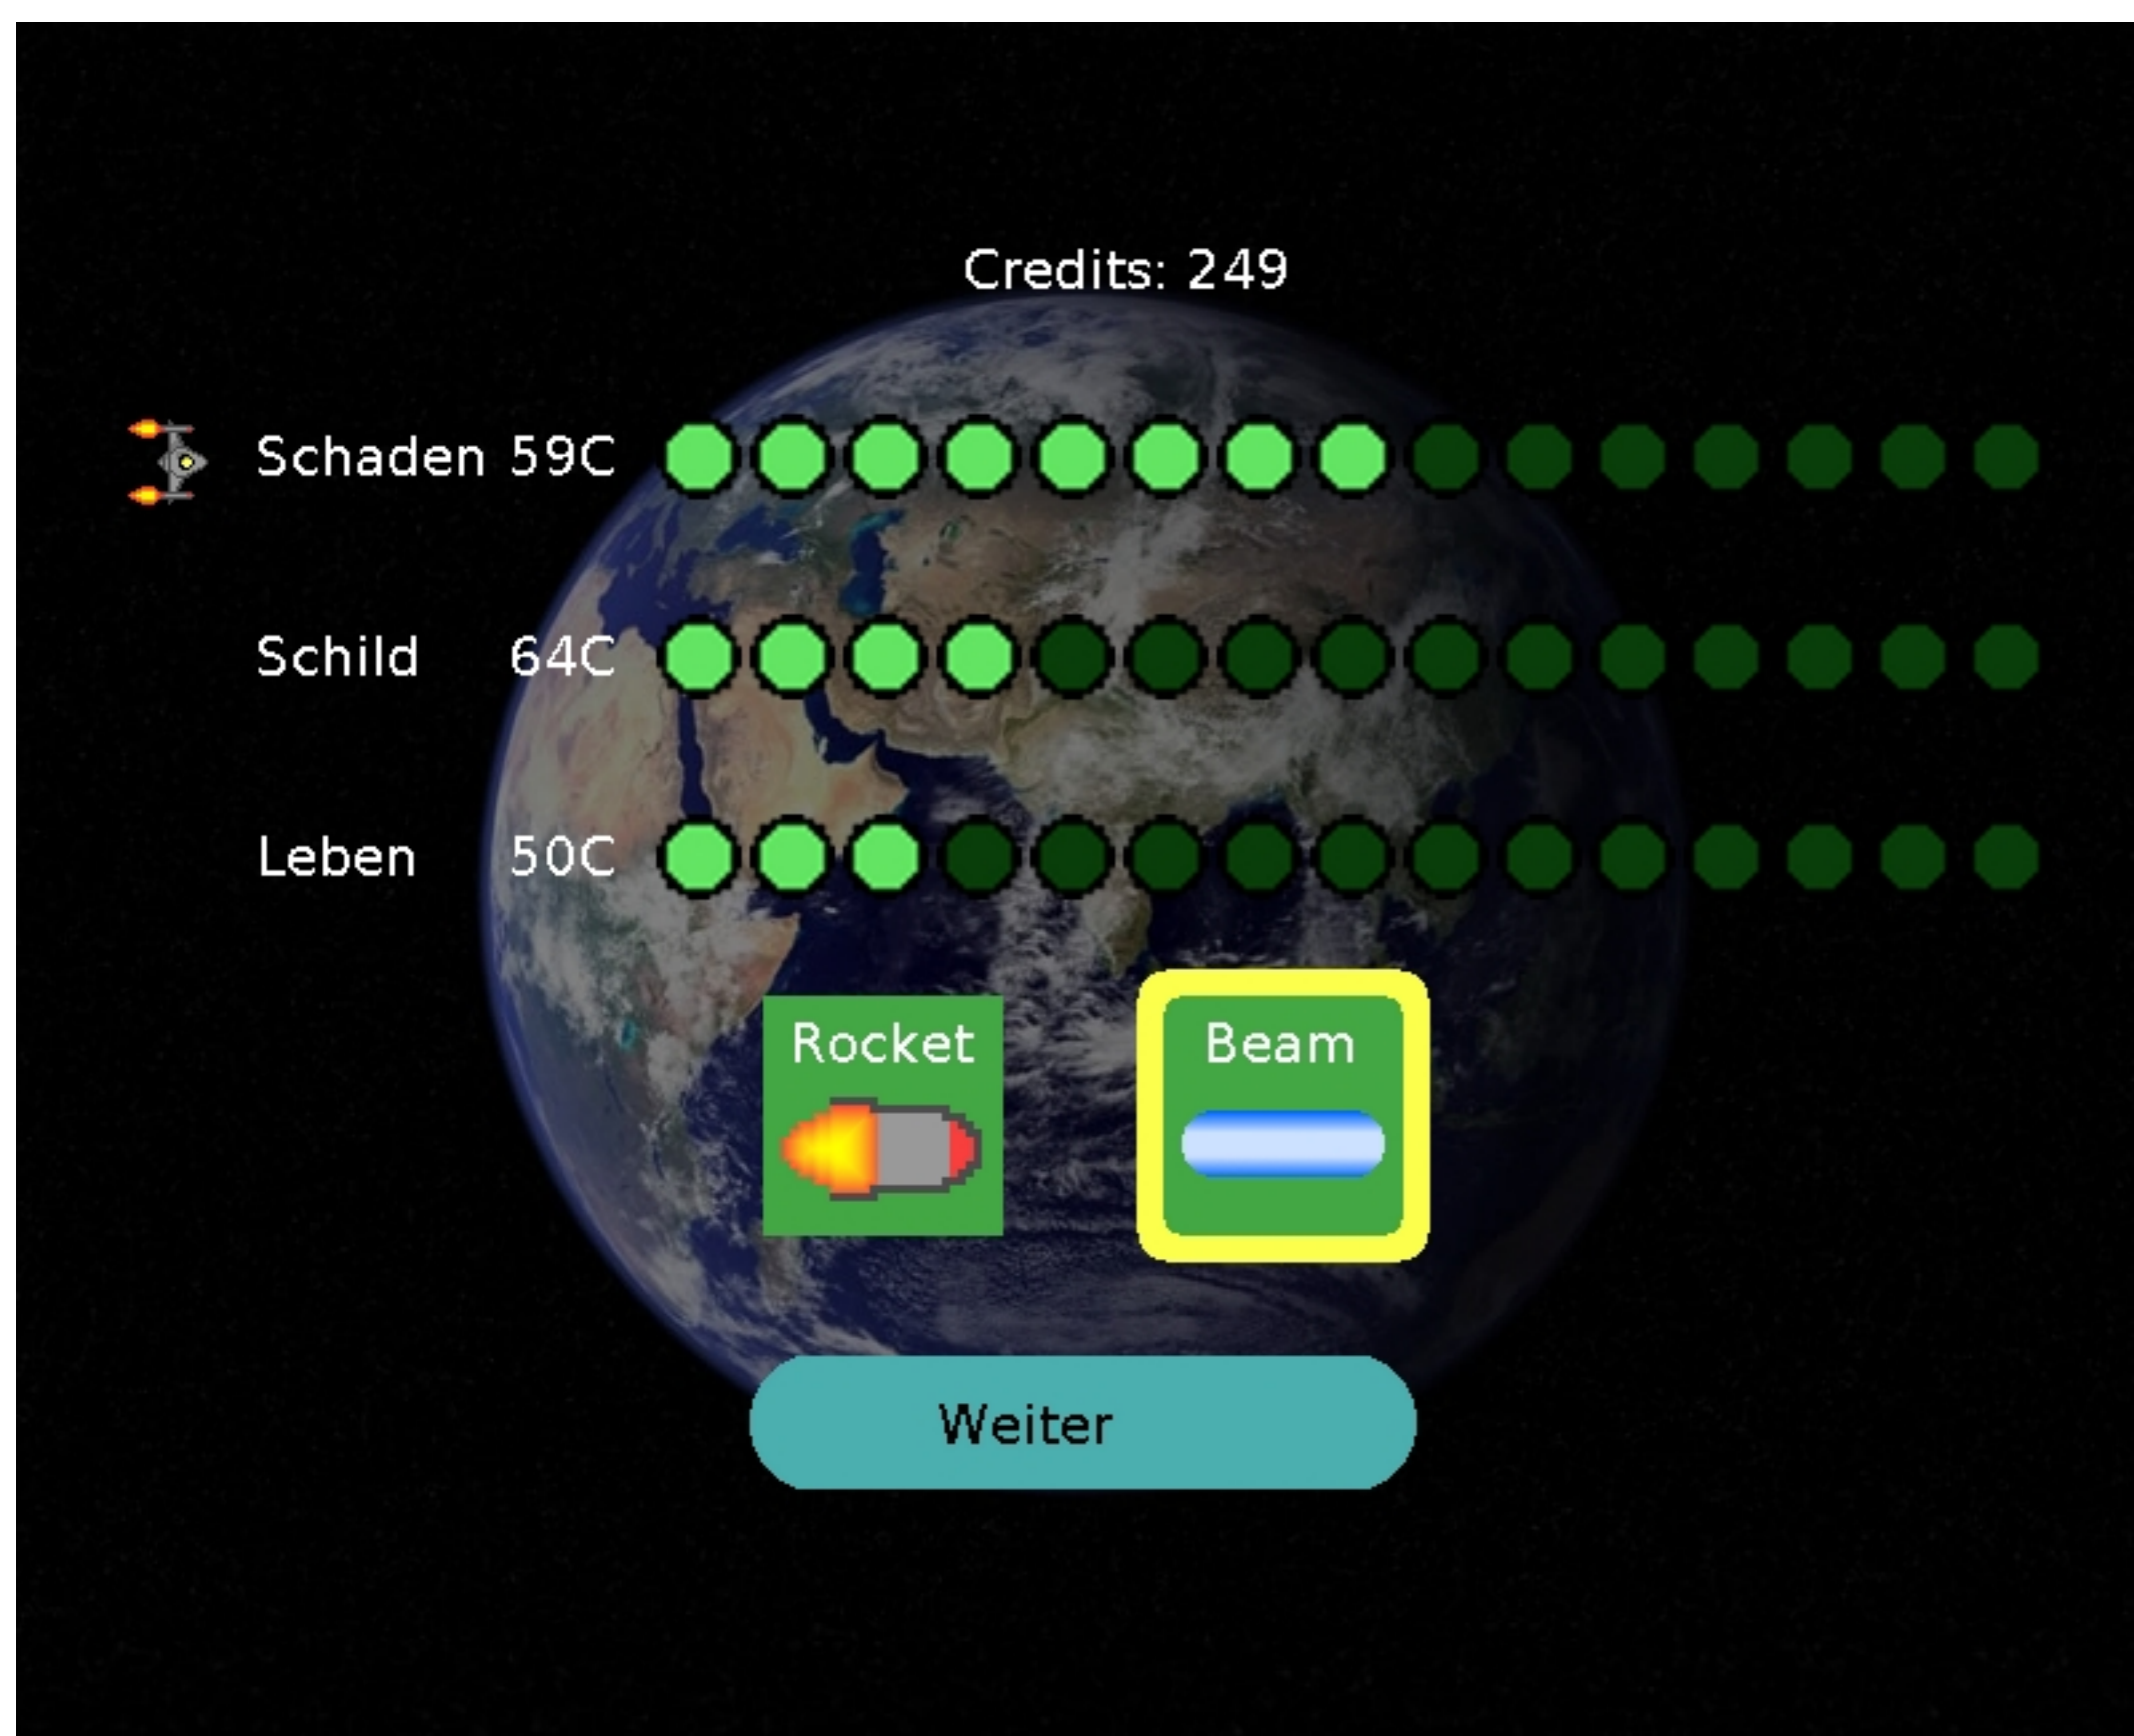 Credits: 249
Schaden 59C
Schild 64C
Leben 50C
Rocket Beam
Weiter